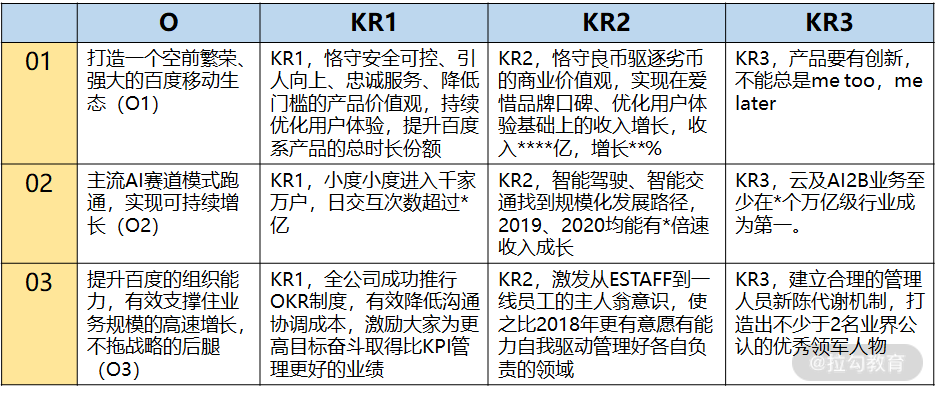 O KR1 KR2 KR3
01
打造一个空前繁荣、
强大的百度移动生
态（O1）
KR1，恪守安全可控、引
人向上、忠诚服务、降低
门槛的产品价值观，持续
优化用户体验，提升百度
系产品的总时长份额
KR2，恪守良币驱逐劣币
的商业价值观，实现在爱
惜品牌口碑、优化用户体
验基础上的收入增长，收
入****亿，增长**%
KR3，产品要有创新，
不能总是me too，me
later
02
主流AI赛道模式跑
通，实现可持续增
长（O2）
KR1，小度小度进入千家
万户，日交互次数超过*
亿
KR2，智能驾驶、智能交
通找到规模化发展路径，
2019、2020均能有*倍速
收入成长
KR3，云及AI2B业务至
少在*个万亿级行业成
为第一。
03
提升百度的组织能
力，有效支撑住业
务规模的高速增长，
不拖战略的后腿
（O3）
KR1，全公司成功推行
OKR制度，有效降低沟通
协调成本，激励大家为更
高目标奋斗取得比KPI管
理更好的业绩
KR2，激发从ESTAFF到一
线员工的主人翁意识，使
之比2018年更有意愿有能
力自我驱动管理好各自负
责的领域
KR3，建立合理的管理
人员新陈代谢机制，打
造出不少于2名业界公
认的优秀领军人物
@拉勾教育